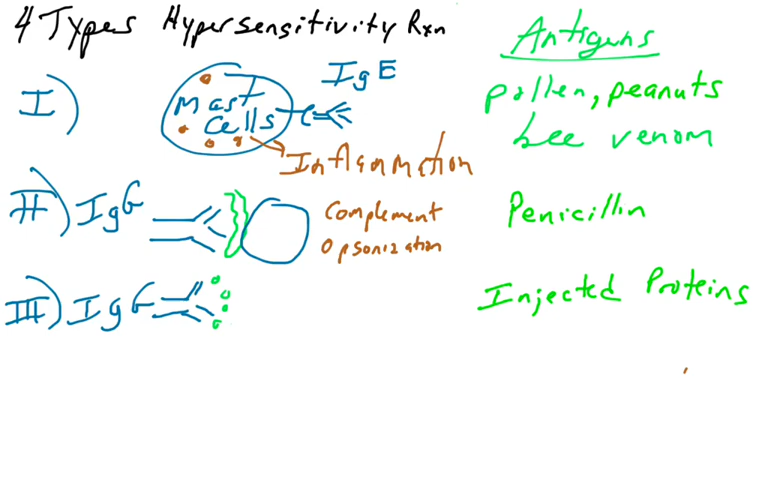 4 Types Hypersensitivity Rxn
Antigens
I)
Mast
Cells
IgE
Inflammation
pollen, peanuts
bee venom
II) IgG
Complement
Opsonization
Penicillin
III) IgG
Injected Proteins